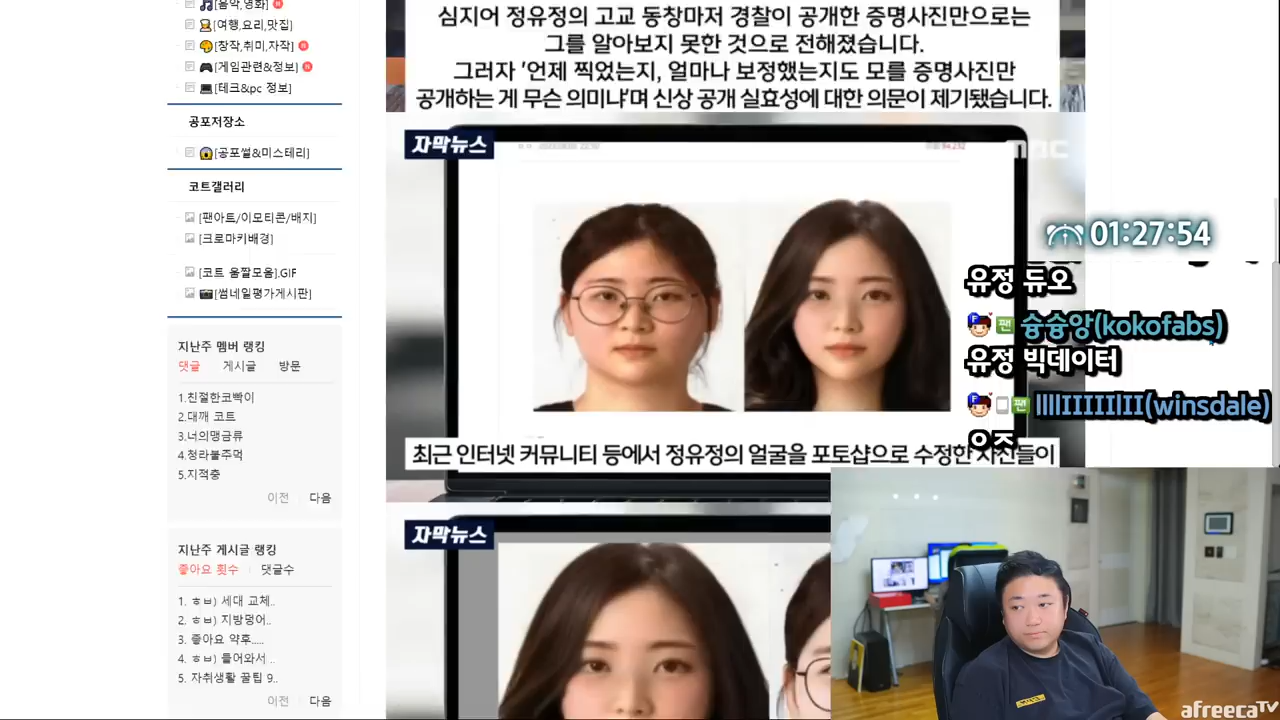 [음악,영화]
[여행,요리,맛집]
[창작,취미,자작]
[게임관련&정보]
[테크&pc 정보]
공포저장소
[공포썰&미스테리]
코트갤러리
[팬아트/이모티콘/배지]
[크로마키배경]
[코트 움짤모음].GIF
[썸네일평가게시판]
지난주 멤버 랭킹
댓글 게시글 방문
1.친절한코빡이
2.대깨 코트
3.너의맹금류
4.청라불주먹
5.지적충
이전 다음
지난주 게시글 랭킹
좋아요 횟수 댓글수
1. ㅎㅂ) 세대 교체..
2. ㅎㅂ) 지방덩어..
3. 좋아요 약후.....
4. ㅎㅂ) 들어와서 ..
5. 자취생활 꿀팁 9..
이전 다음
심지어 정유정의 고교 동창마저 경찰이 공개한 증명사진만으로는
그를 알아보지 못한 것으로 전해졌습니다.
그러자 '언제 찍었는지, 얼마나 보정했는지도 모를 증명사진만
공개하는 게 무슨 의미냐'며 신상 공개 실효성에 대한 의문이 제기됐습니다.
자막뉴스
MBC
최근 인터넷 커뮤니티 등에서 정유정의 얼굴을 포토샵으로 수정한 사진들이
자막뉴스
01:27:54
유정 듀오
팬 슝슝앙(kokofabs)
유정 빅데이터
팬 llllIIIIIlII(winsdale)
ㅇㅈ
afreecaTV